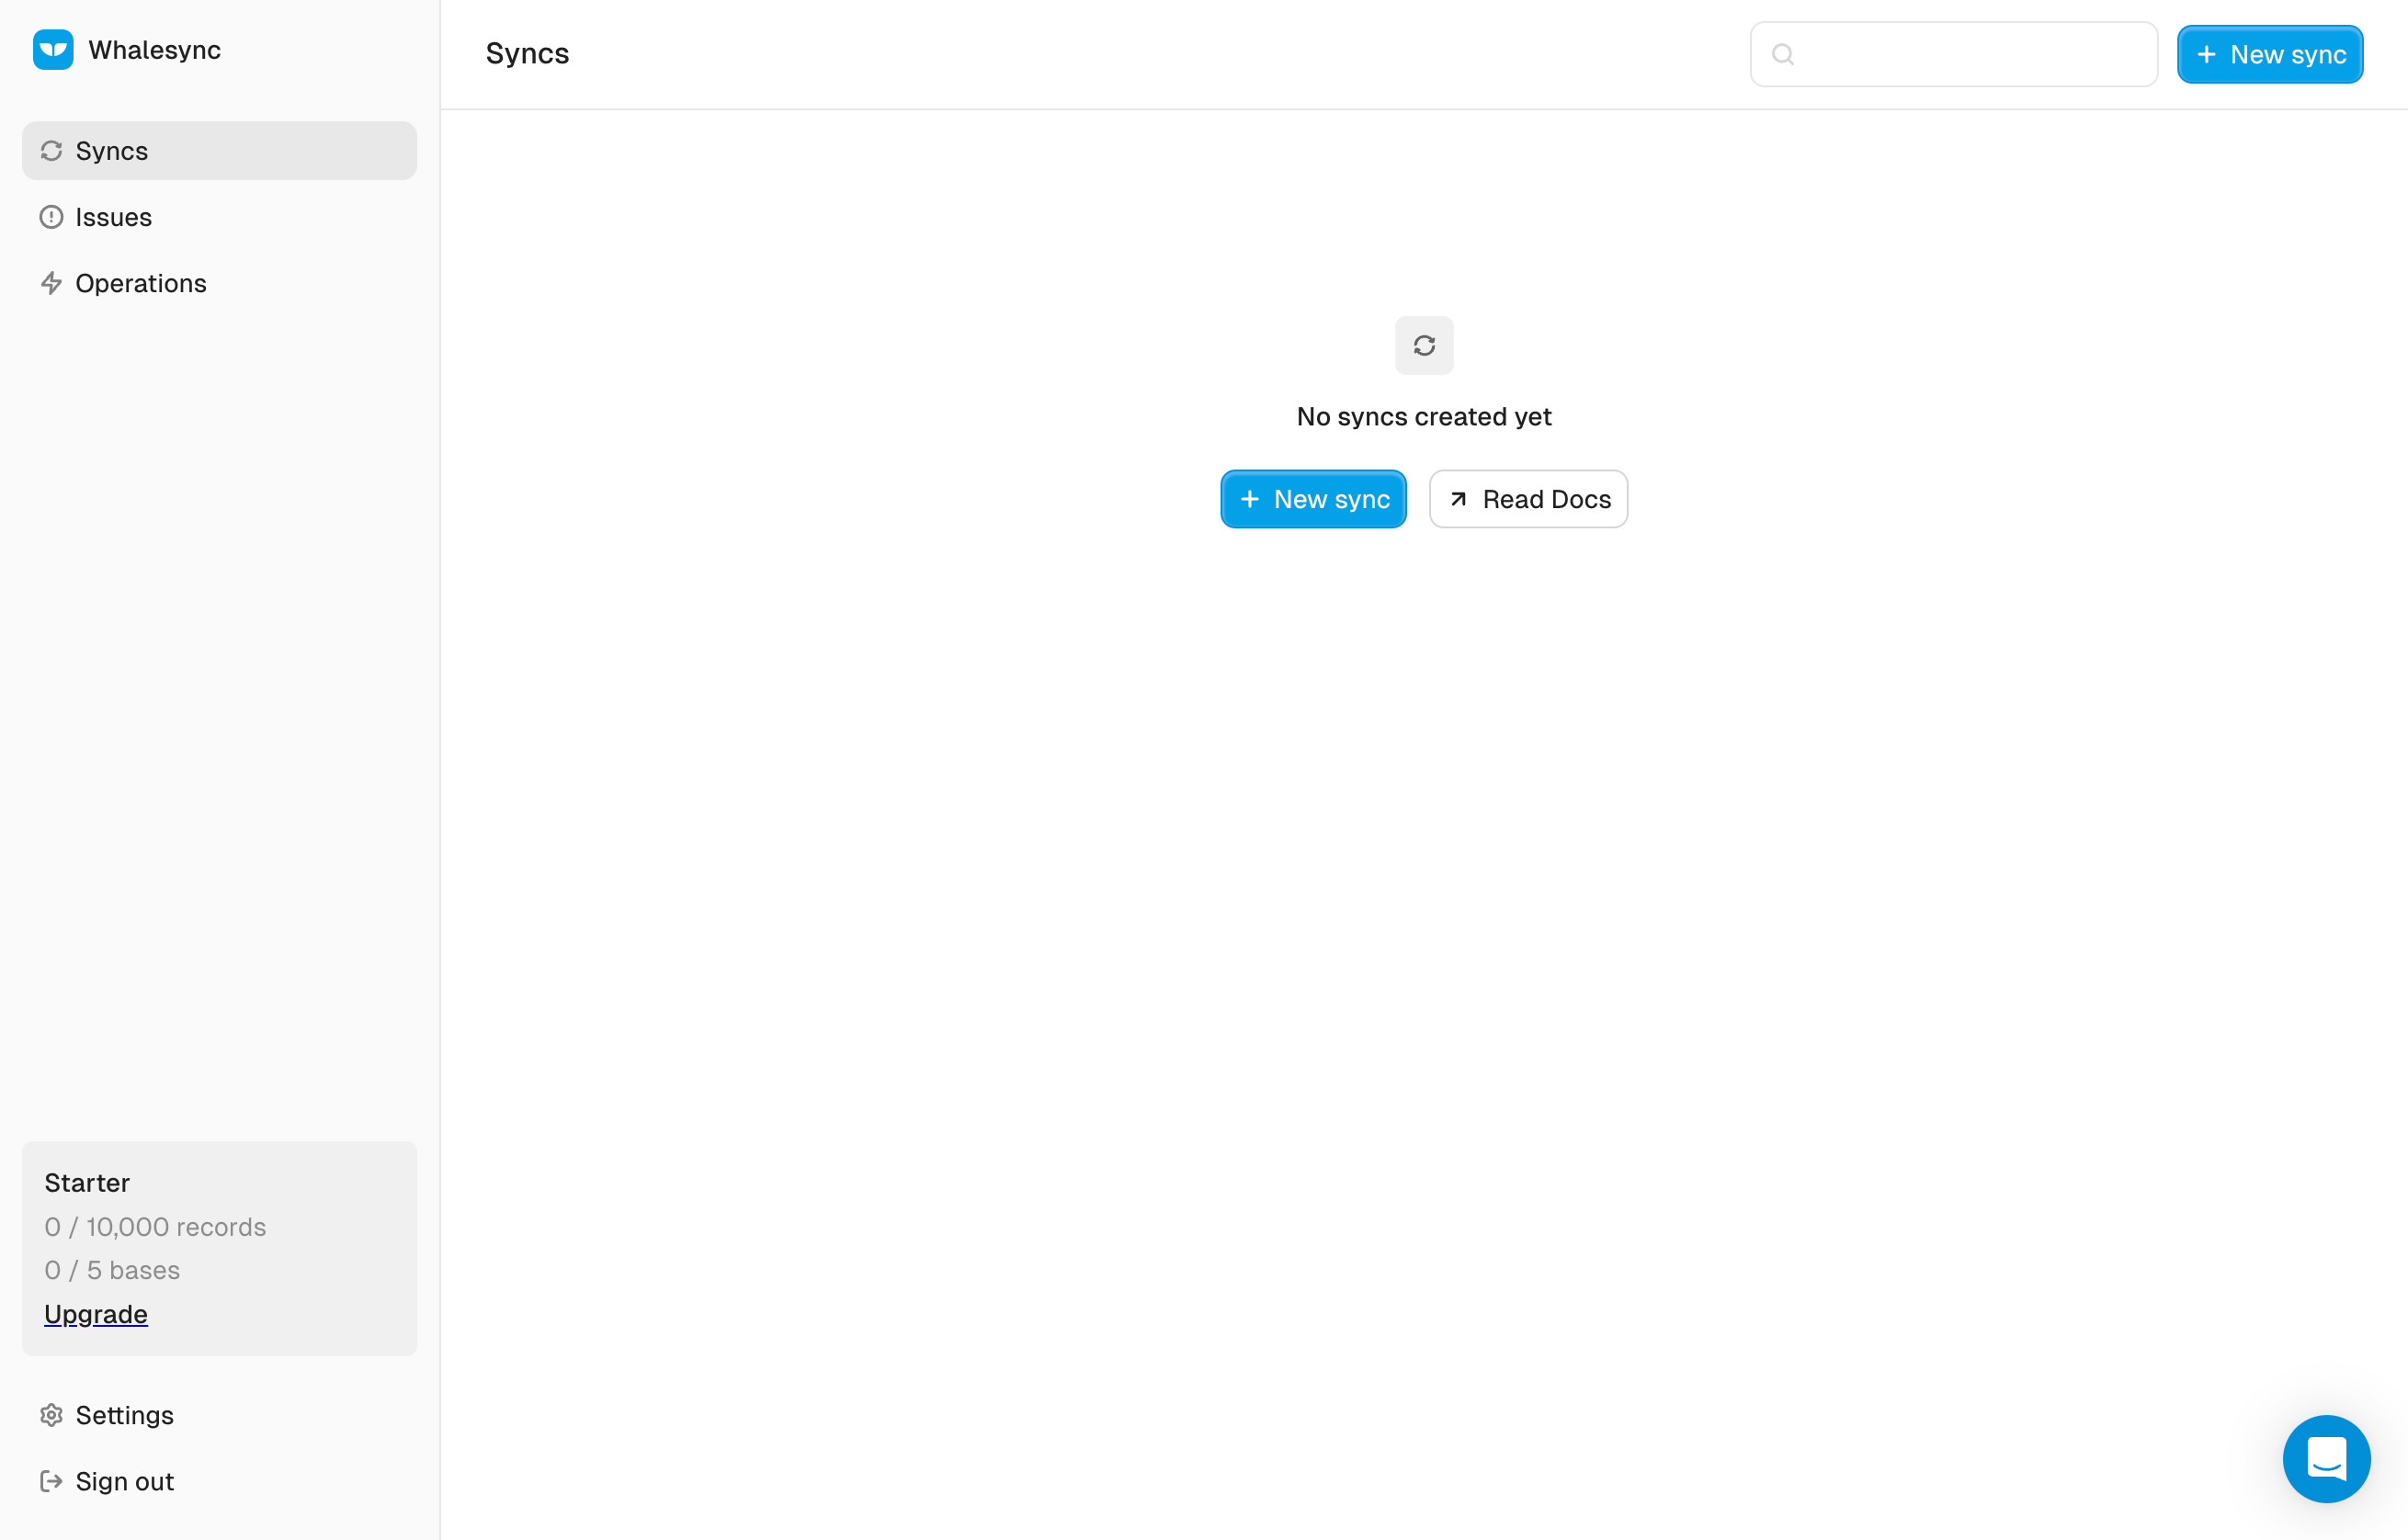 Whalesync
Syncs
Issues
Operations
Starter
0 / 10,000 records
0 / 5 bases
Upgrade
Settings
Sign out
Syncs
New sync
No syncs created yet
New sync
Read Docs